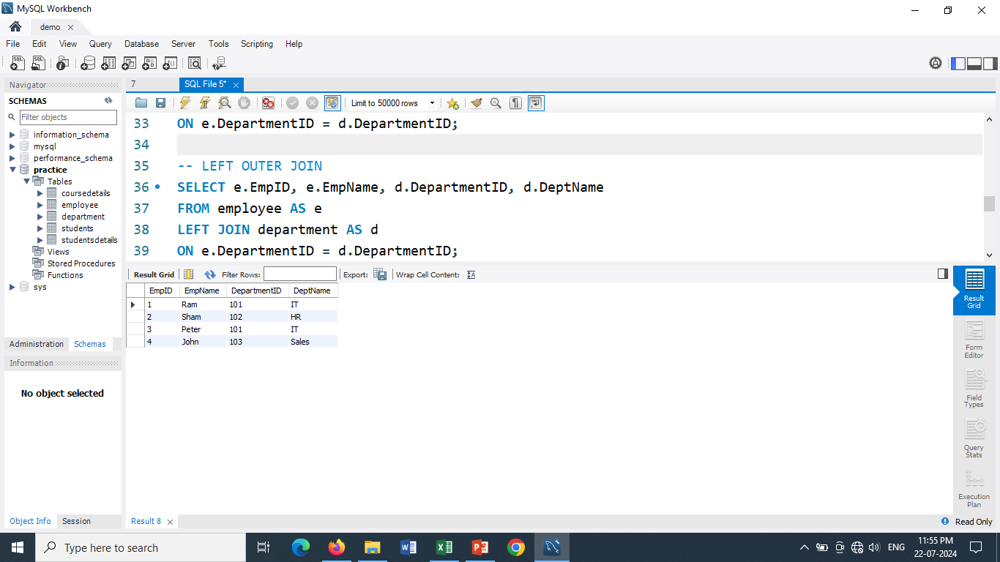 MySQL Workbench
demo
File Edit View Query Database Server Tools Scripting Help
Navigator
SCHEMAS
Filter objects
information_schema
mysql
performance_schema
practice
Tables
coursedetails
employee
department
students
studentsdetails
Views
Stored Procedures
Functions
sys
Administration Schemas
Information
No object selected
Object Info Session
7 SQL File 5*
Limit to 50000 rows
33 ON e.DepartmentID = d.DepartmentID;
34
35 -- LEFT OUTER JOIN
36 SELECT e.EmpID, e.EmpName, d.DepartmentID, d.DeptName
37 FROM employee AS e
38 LEFT JOIN department AS d
39 ON e.DepartmentID = d.DepartmentID;
Result Grid Filter Rows: Export: Wrap Cell Content:
EmpID EmpName DepartmentID DeptName
1 Ram 101 IT
2 Sham 102 HR
3 Peter 101 IT
4 John 103 Sales
Result
Grid
Form
Editor
Field
Types
Query
Stats
Execution
Plan
Result 8
Read Only
Type here to search
ENG
11:55 PM
22-07-2024